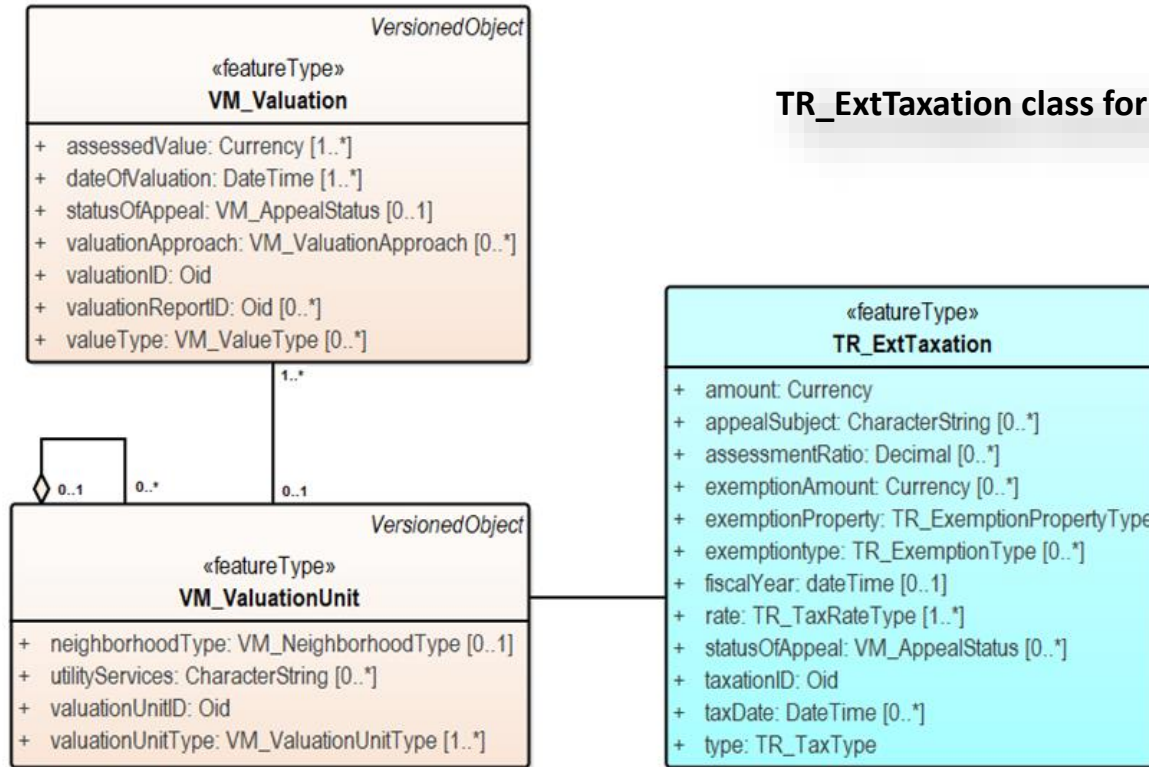 VersionedObject
«featureType»
VM_Valuation
+ assessedValue: Currency [1..*]
+ dateOfValuation: DateTime [1..*]
+ statusOfAppeal: VM_AppealStatus [0..1]
+ valuationApproach: VM_ValuationApproach [0..*]
+ valuationID: Oid
+ valuationReportID: Oid [0..*]
+ valueType: VM_ValueType [0..*]
1..*
0..1
0..*
0..1
VersionedObject
«featureType»
VM_ValuationUnit
+ neighborhoodType: VM_NeighborhoodType [0..1]
+ utilityServices: CharacterString [0..*]
+ valuationUnitID: Oid
+ valuationUnitType: VM_ValuationUnitType [1..*]
TR_ExtTaxation class for
«featureType»
TR_ExtTaxation
+ amount: Currency
+ appealSubject: CharacterString [0..*]
+ assessmentRatio: Decimal [0..*]
+ exemptionAmount: Currency [0..*]
+ exemptionProperty: TR_ExemptionPropertyType
+ exemptiontype: TR_ExemptionType [0..*]
+ fiscalYear: dateTime [0..1]
+ rate: TR_TaxRateType [1..*]
+ statusOfAppeal: VM_AppealStatus [0..*]
+ taxationID: Oid
+ taxDate: DateTime [0..*]
+ type: TR_TaxType